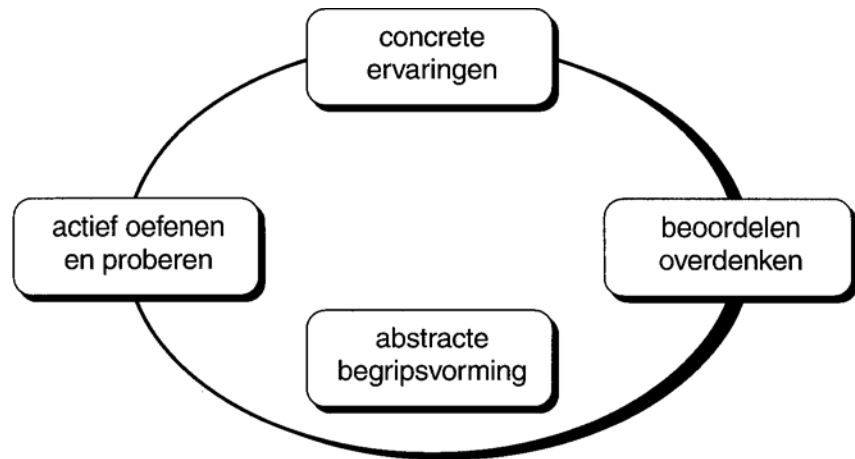 concrete
ervaringen
actief oefenen
en proberen
beoordelen
overdenken
abstracte
begripsvorming